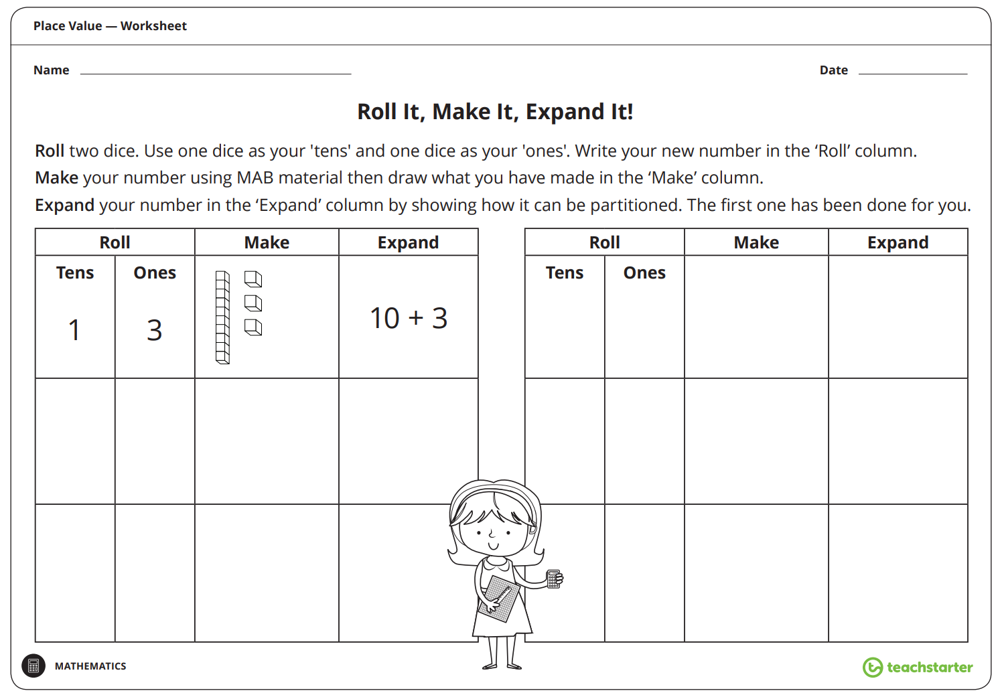 Place Value — Worksheet
Name
Date
Roll It, Make It, Expand It!
Roll two dice. Use one dice as your 'tens' and one dice as your 'ones'. Write your new number in the ‘Roll’ column.
Make your number using MAB material then draw what you have made in the ‘Make’ column.
Expand your number in the ‘Expand’ column by showing how it can be partitioned. The first one has been done for you.
Roll Make Expand
Tens Ones
1 3 10 + 3
Roll Make Expand
Tens Ones
MATHEMATICS
teachstarter